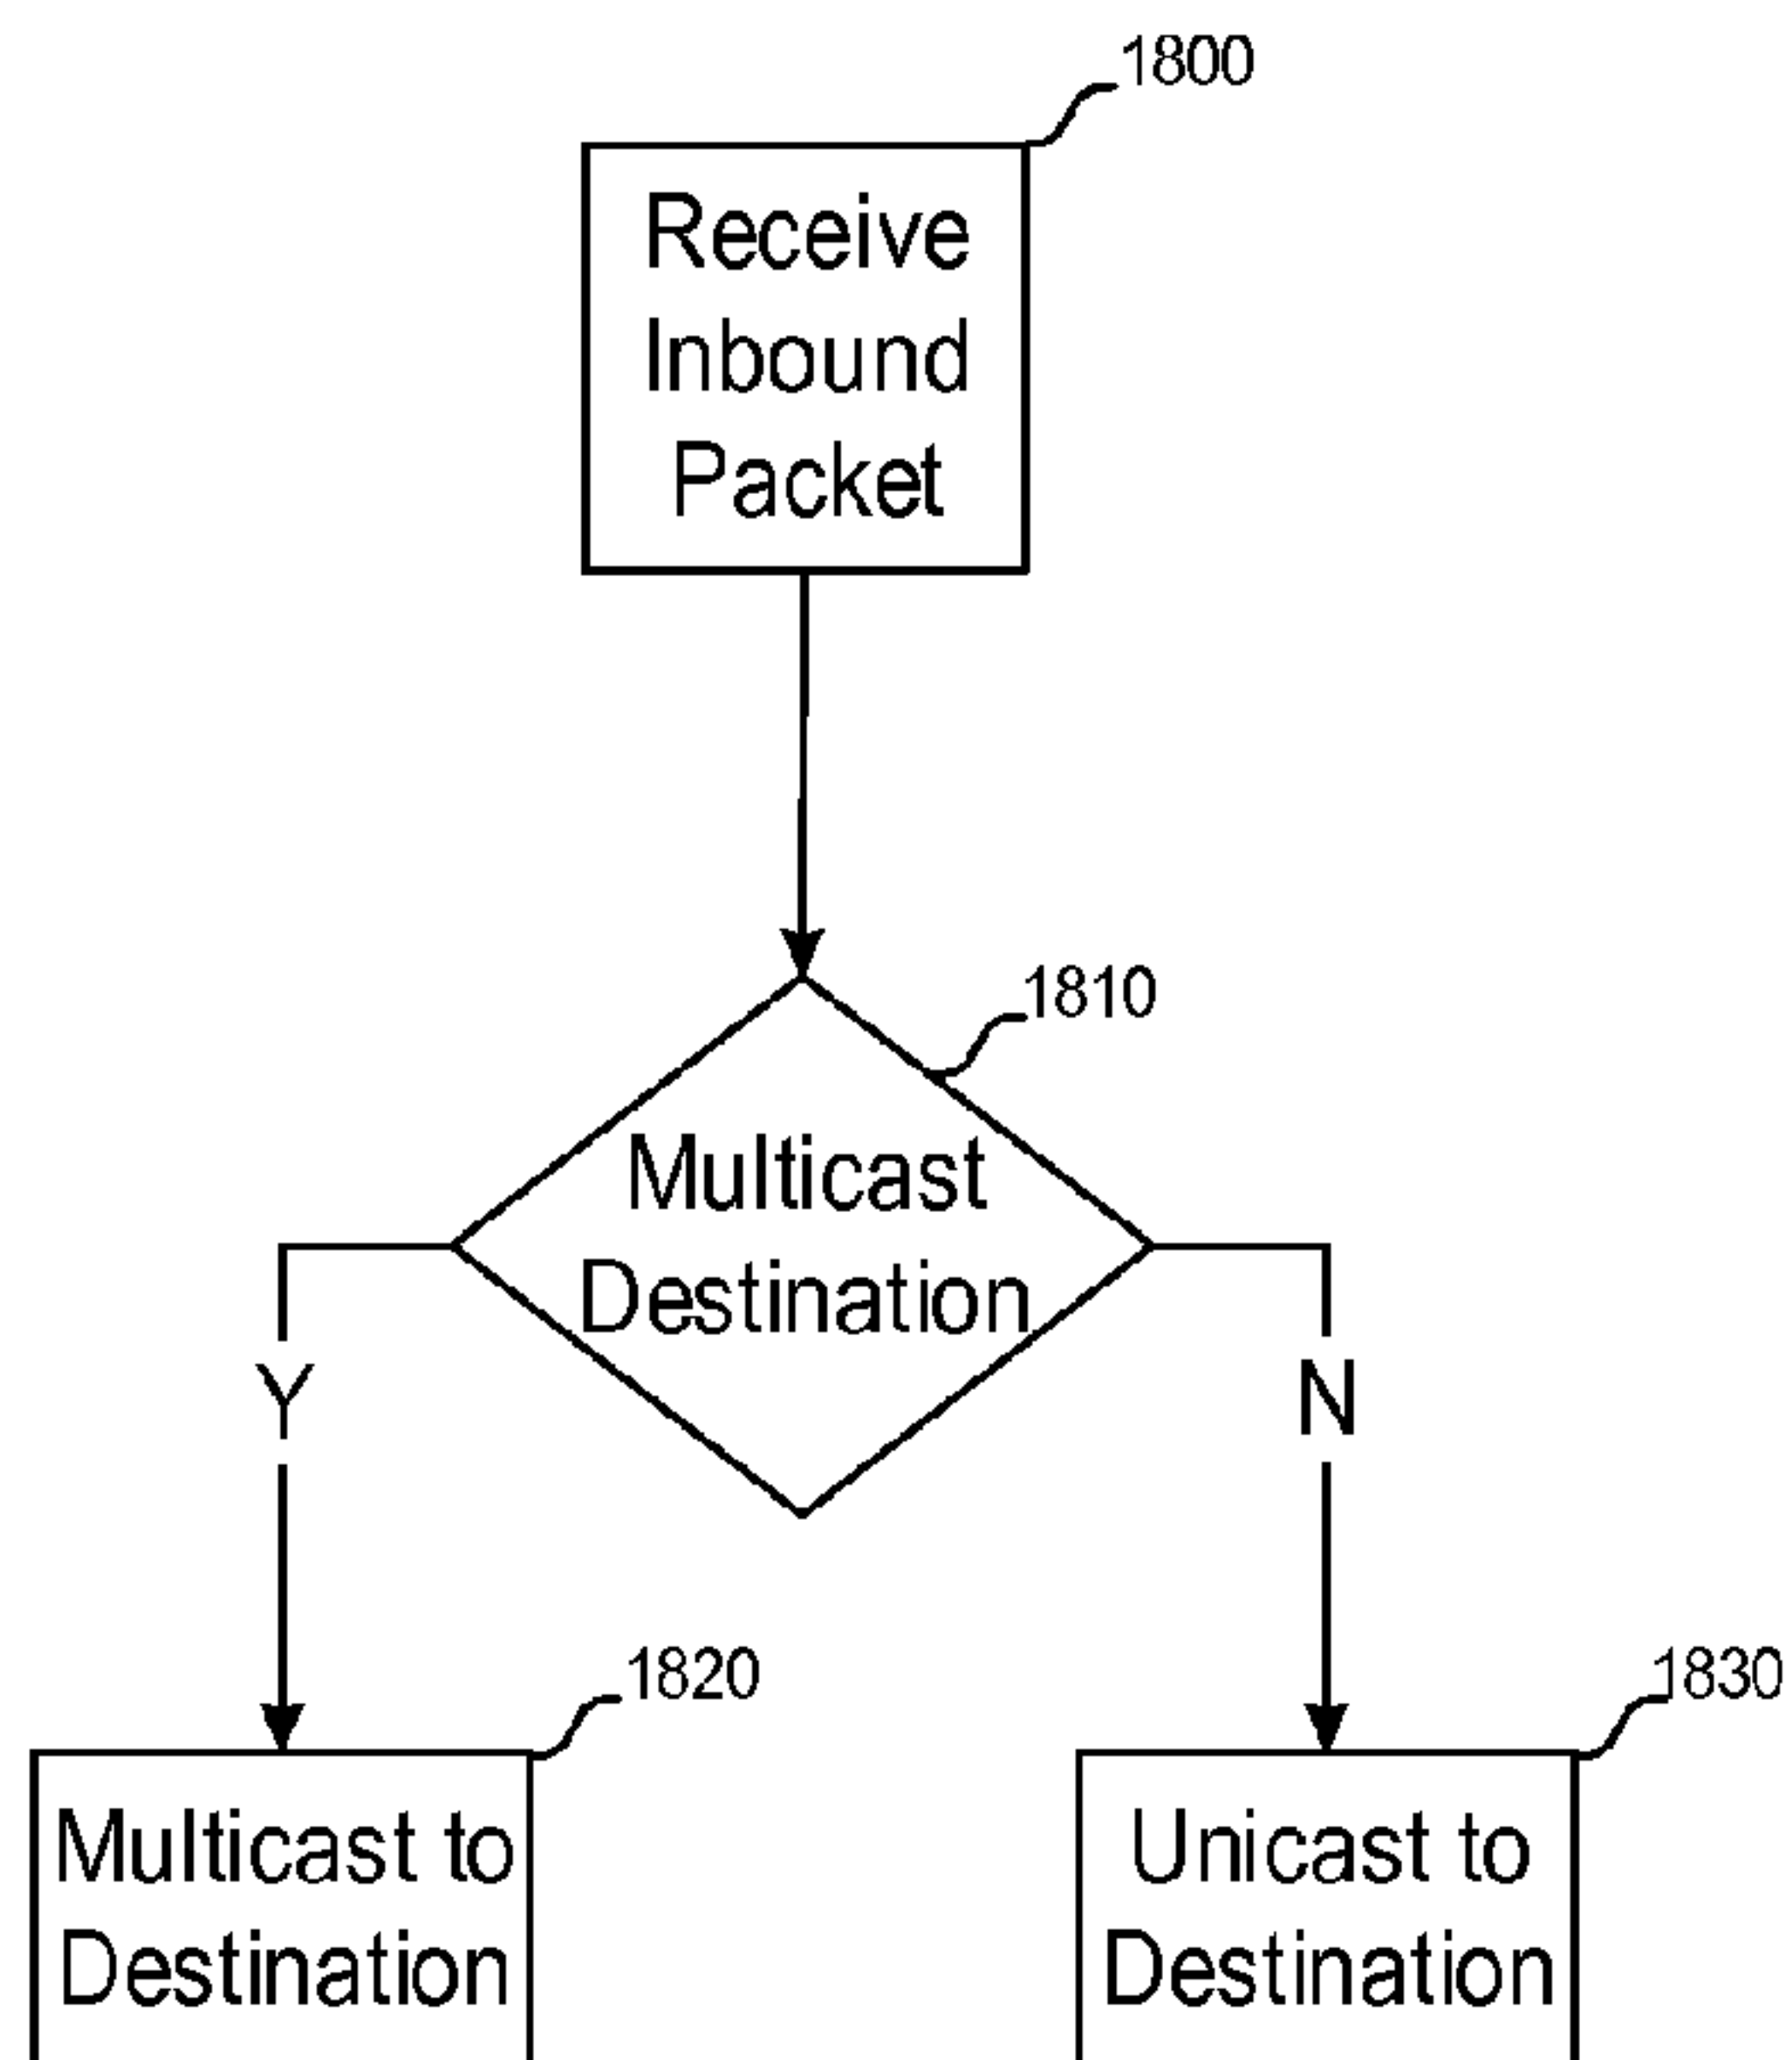 1800
Receive
Inbound
Packet
1810
Multicast
Destination
Y
N
1820
1830
Multicast to
Destination
Unicast to
Destination